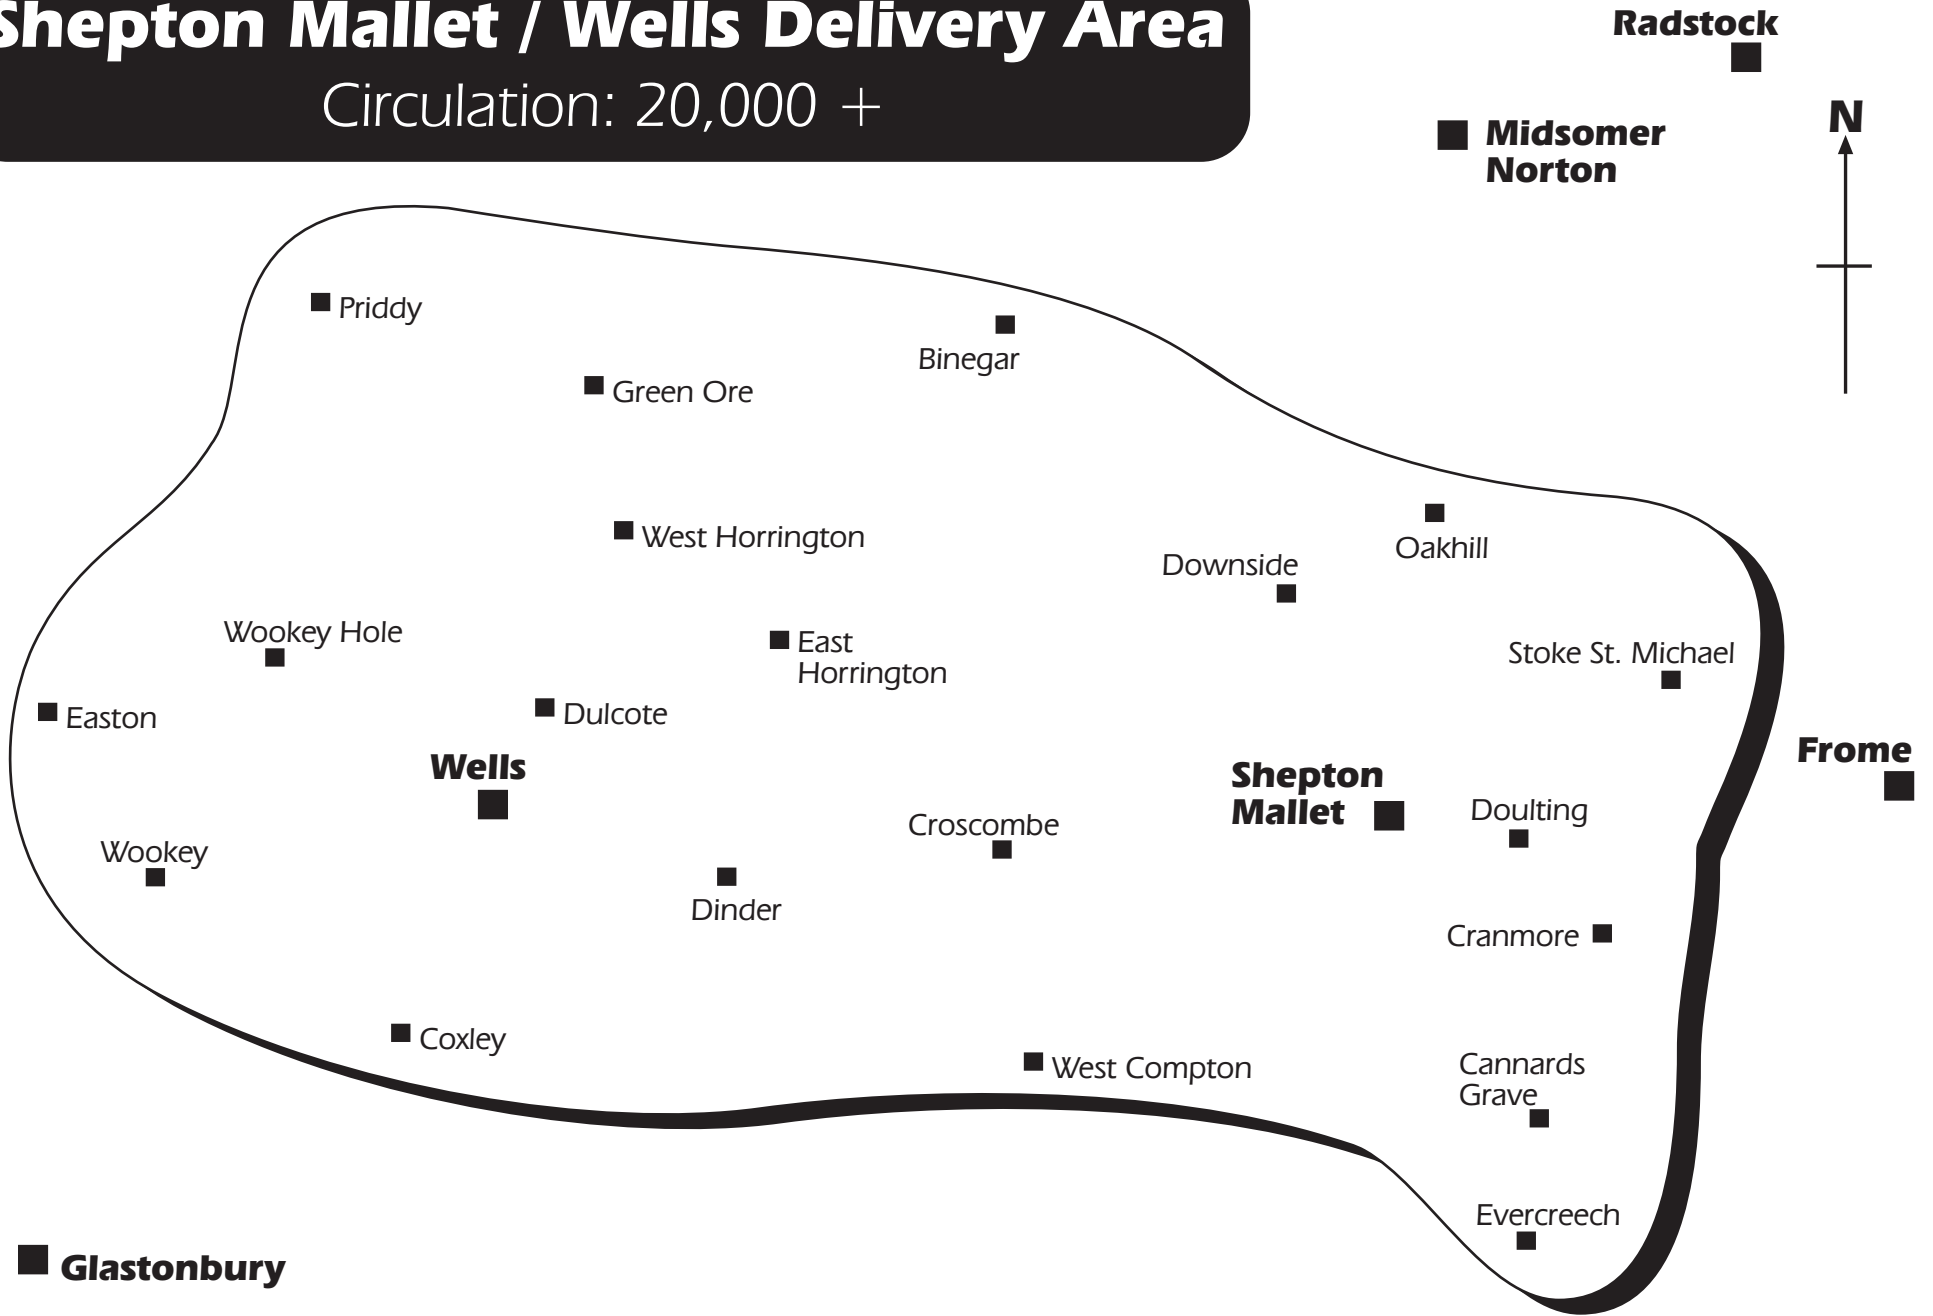 Shepton Mallet / Wells Delivery Area
Circulation: 20,000 +
Radstock
N
Midsomer
Norton
Priddy
Binegar
Green Ore
West Horrington
Oakhill
Downside
Wookey Hole
East
Horrington
Stoke St. Michael
Easton
Dulcote
Frome
Wells
Shepton
Mallet
Doulting
Croscombe
Wookey
Dinder
Cranmore
Coxley
West Compton
Cannards
Grave
Evercreech
Glastonbury